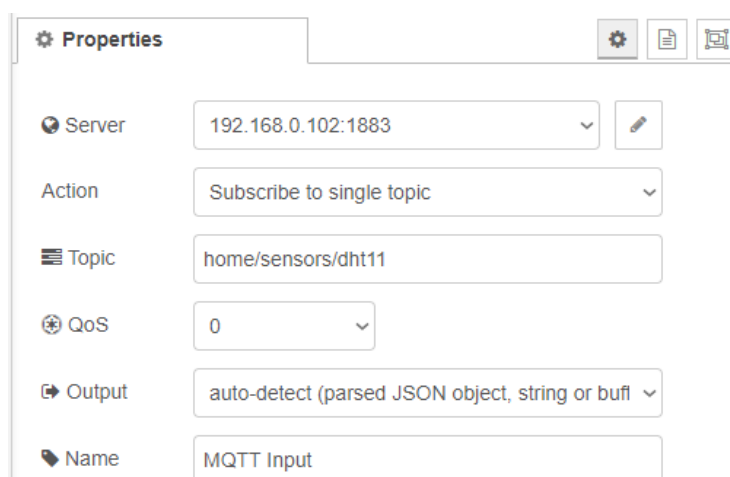 Properties
Server 192.168.0.102:1883
Action Subscribe to single topic
Topic home/sensors/dht11
QoS 0
Output auto-detect (parsed JSON object, string or
Name MQTT Input